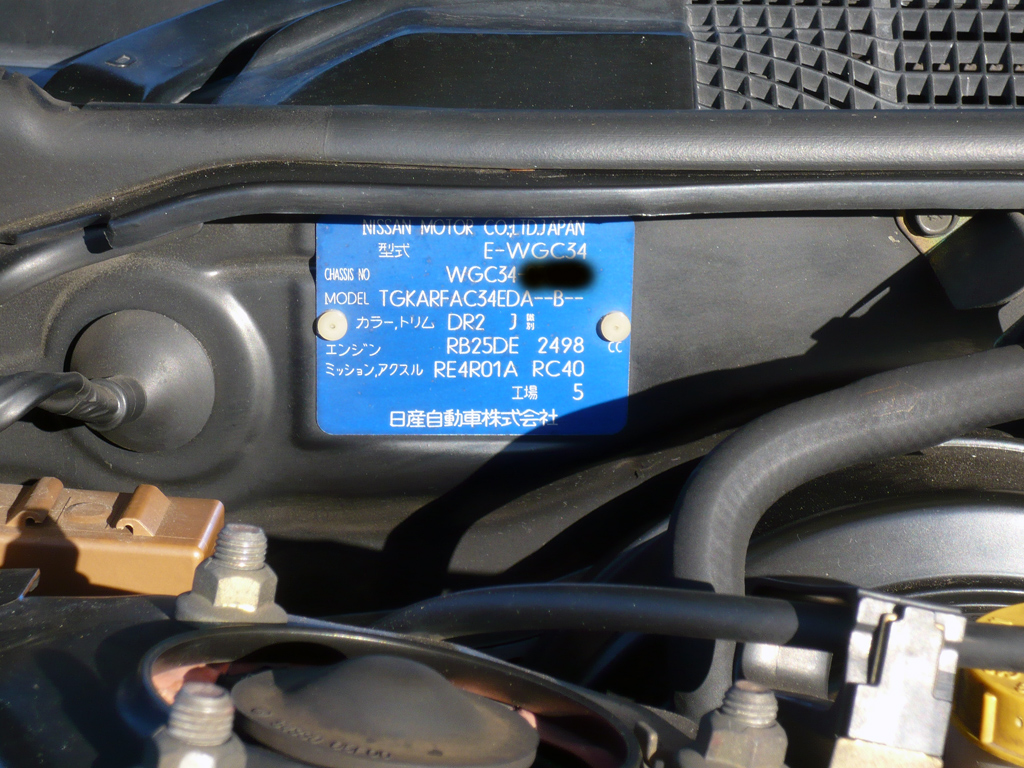 NISSAN MOTOR CO.,LTD.JAPAN
型式 E-WGC34
CHASSIS NO WGC34-
MODEL TGKARFAC34EDA--B--
カラー,トリム DR2 J 識別
エンジン RB25DE 2498 CC
ミッション,アクスル RE4R01A RC40
工場 5
日産自動車株式会社